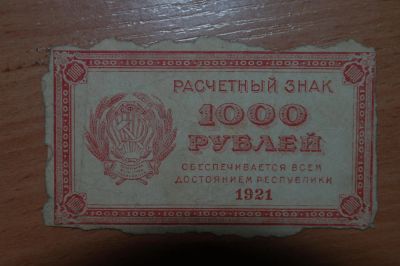 РАСЧЕТНЫЙ ЗНАК
1000
РУБЛЕЙ
ОБЕСПЕЧИВАЕТСЯ ВСЕМ
ДОСТОЯНИЕМ РЕСПУБЛИКИ
1921